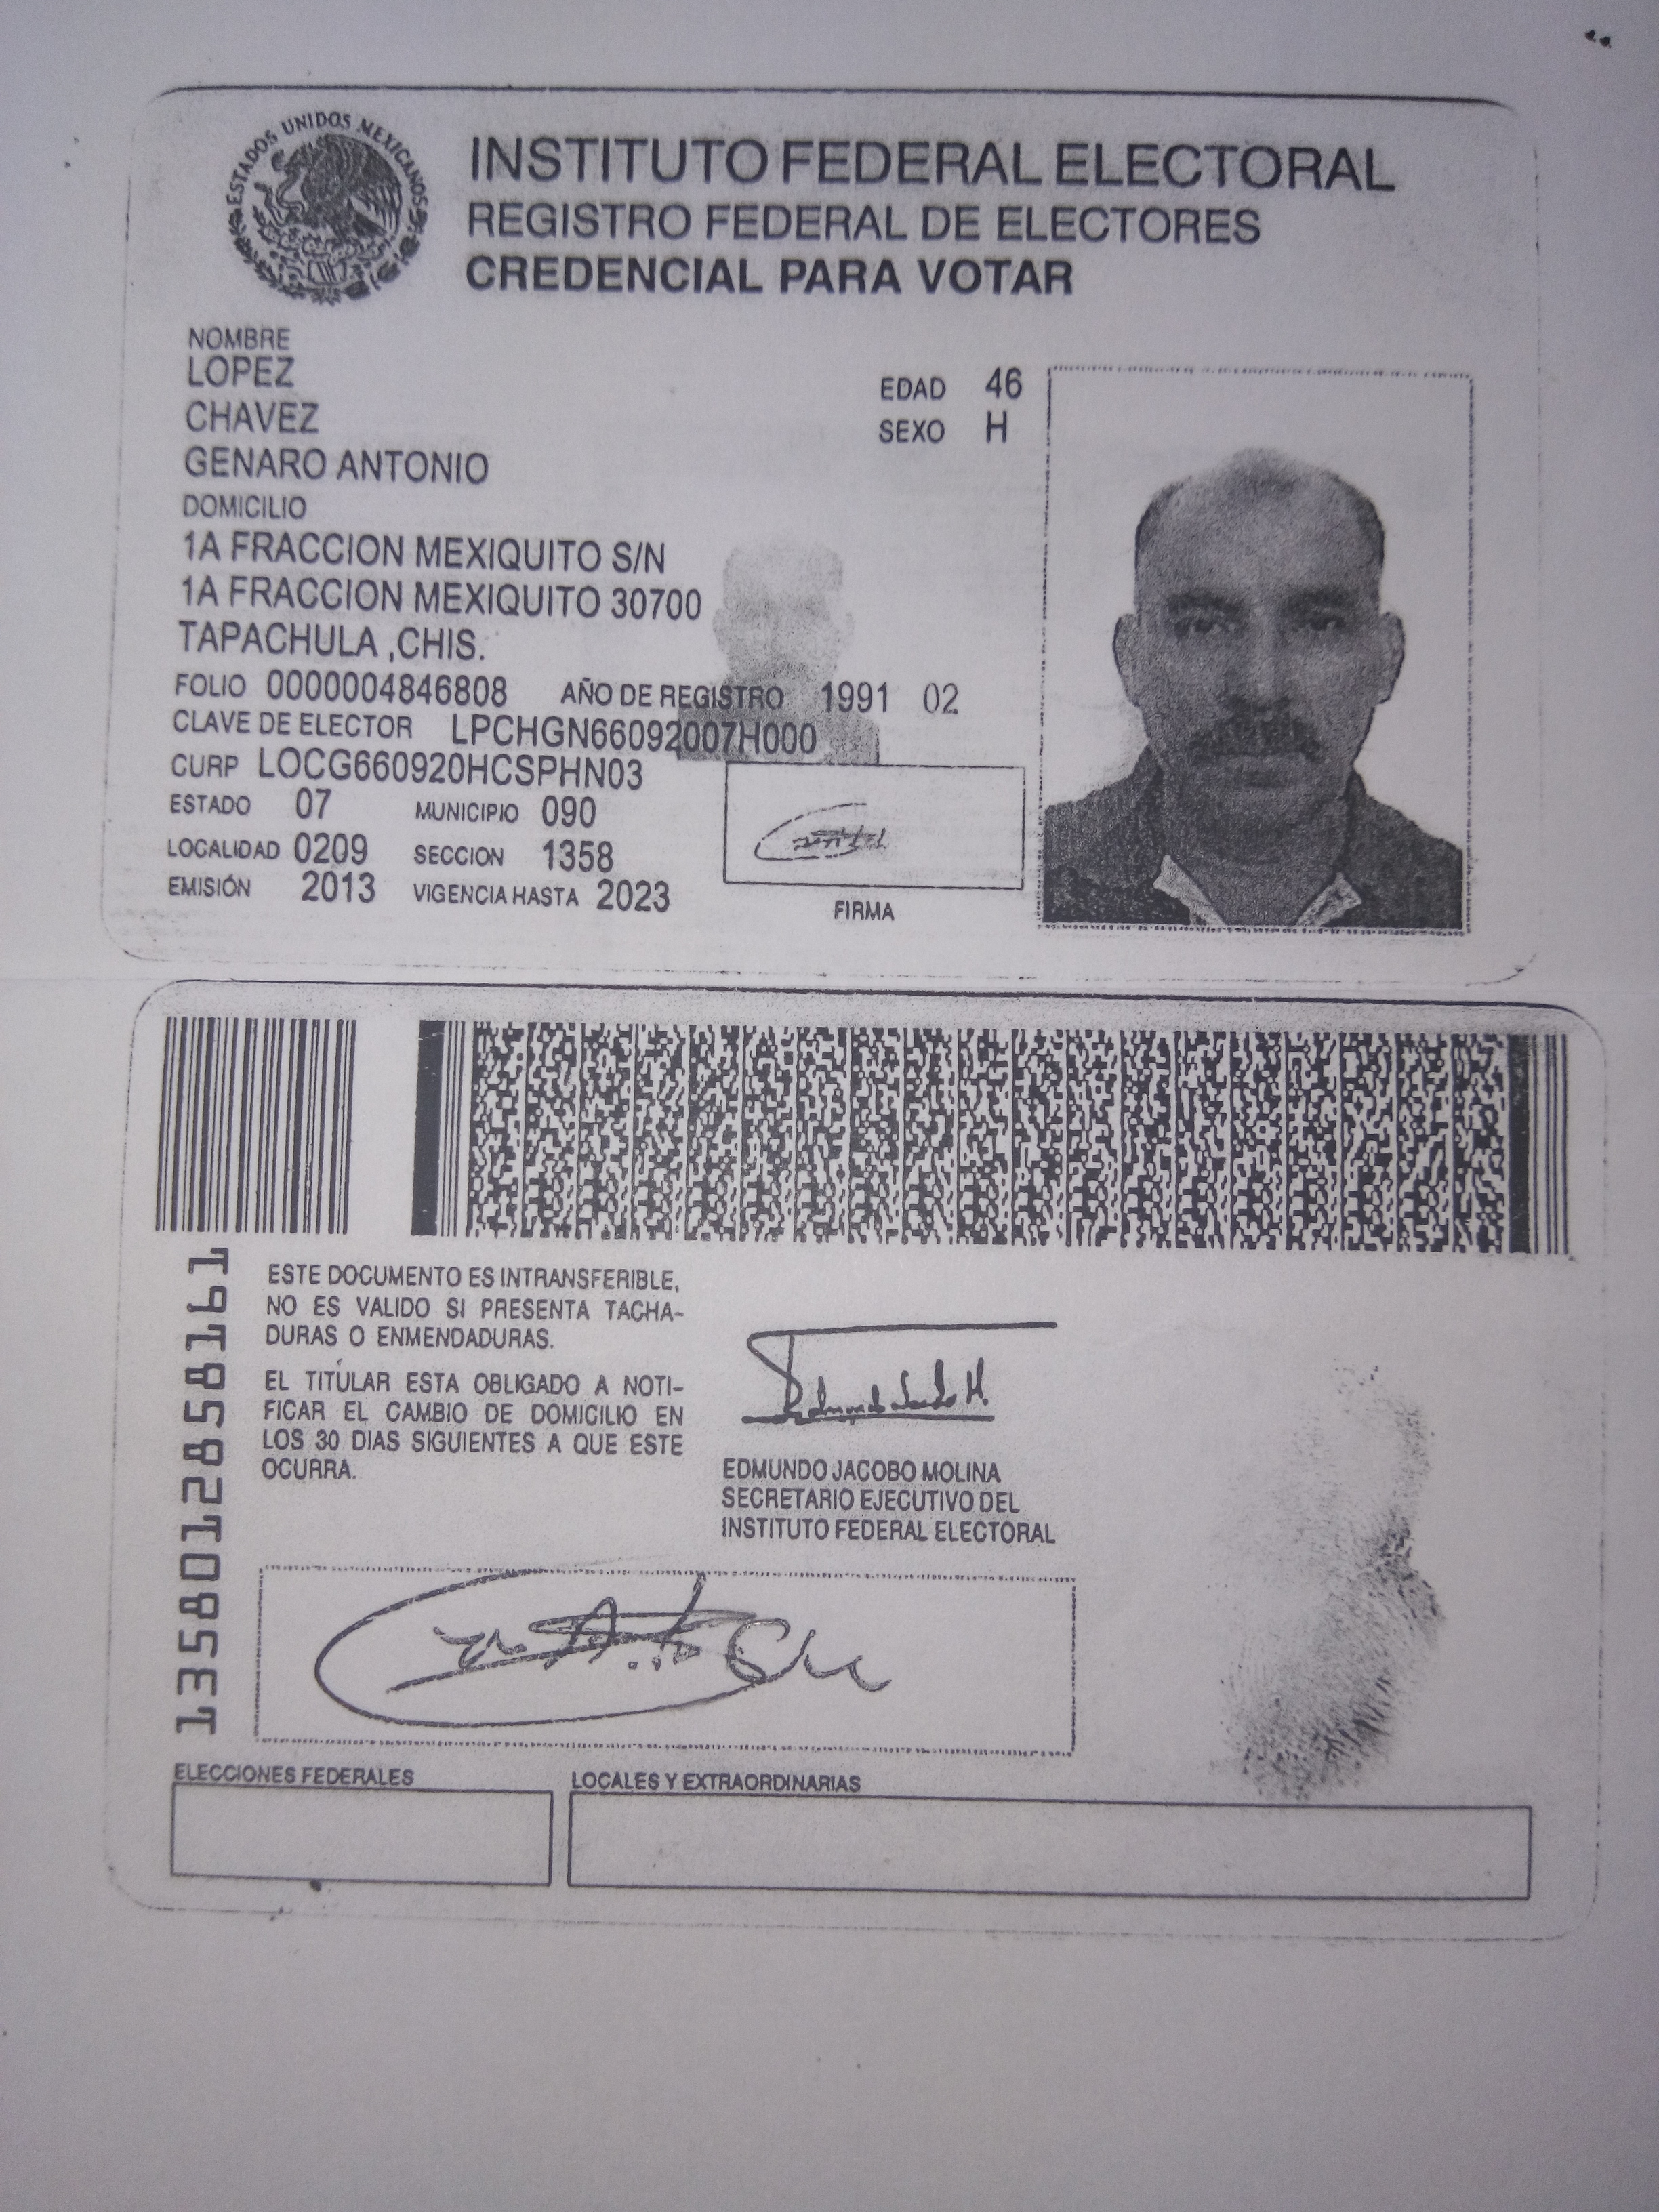 ESTADOS UNIDOS MEXICANOS
INSTITUTO FEDERAL ELECTORAL
REGISTRO FEDERAL DE ELECTORES
CREDENCIAL PARA VOTAR
NOMBRE
LOPEZ
CHAVEZ
GENARO ANTONIO
EDAD 46
SEXO H
DOMICILIO
1A FRACCION MEXIQUITO S/N
1A FRACCION MEXIQUITO 30700
TAPACHULA ,CHIS.
FOLIO 0000004846808 AÑO DE REGISTRO 1991 02
CLAVE DE ELECTOR LPCHGN66092007H000
CURP LOCG660920HCSPHN03
ESTADO 07 MUNICIPIO 090
LOCALIDAD 0209 SECCION 1358
EMISIÓN 2013 VIGENCIA HASTA 2023
FIRMA
1358012858161
ESTE DOCUMENTO ES INTRANSFERIBLE,
NO ES VALIDO SI PRESENTA TACHA-
DURAS O ENMENDADURAS.
EL TITULAR ESTA OBLIGADO A NOTI-
FICAR EL CAMBIO DE DOMICILIO EN
LOS 30 DIAS SIGUIENTES A QUE ESTE
OCURRA.
EDMUNDO JACOBO MOLINA
SECRETARIO EJECUTIVO DEL
INSTITUTO FEDERAL ELECTORAL
ELECCIONES FEDERALES
LOCALES Y EXTRAORDINARIAS